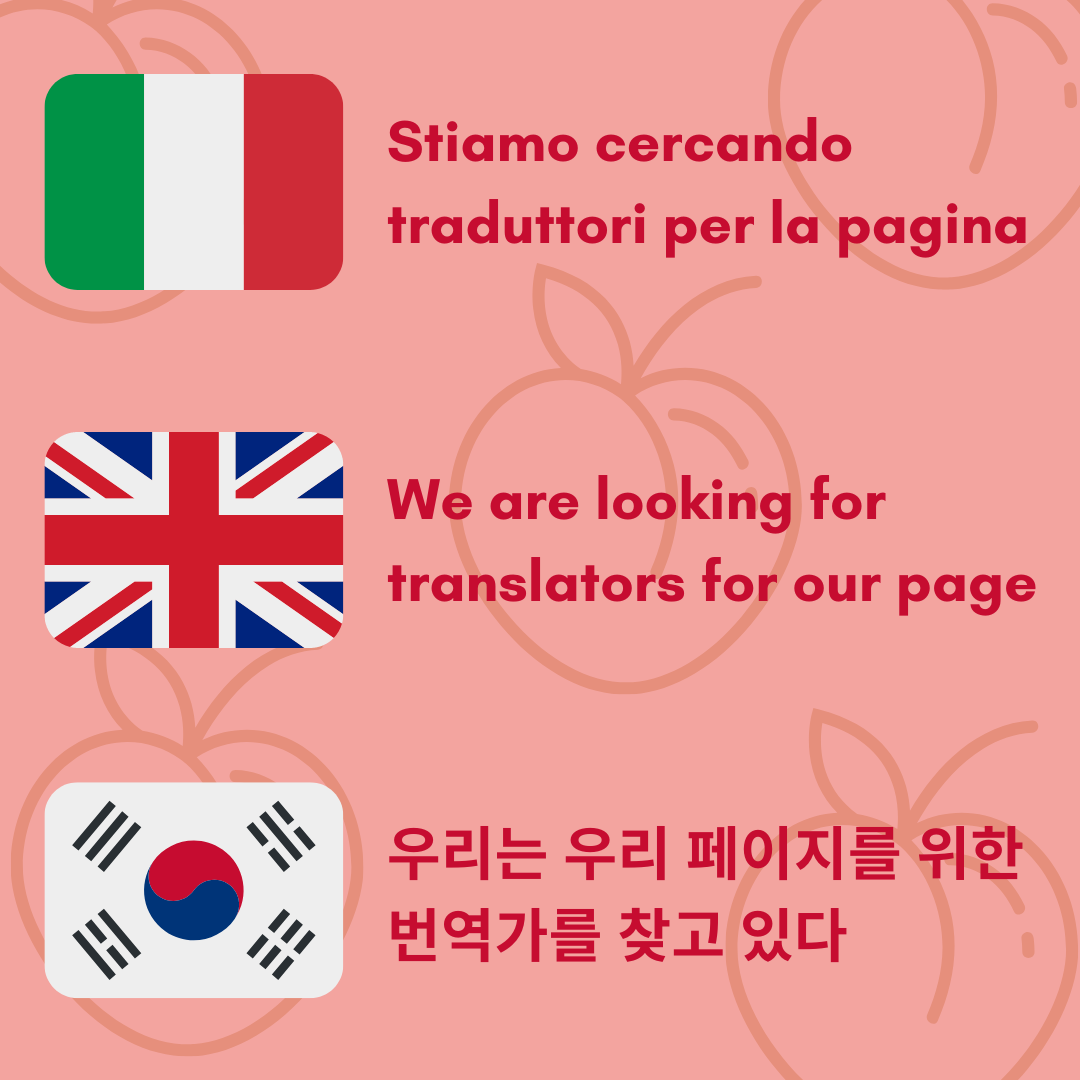 Stiamo cercando
traduttori per la pagina
We are looking for
translators for our page
우리는 우리 페이지를 위한
번역가를 찾고 있다